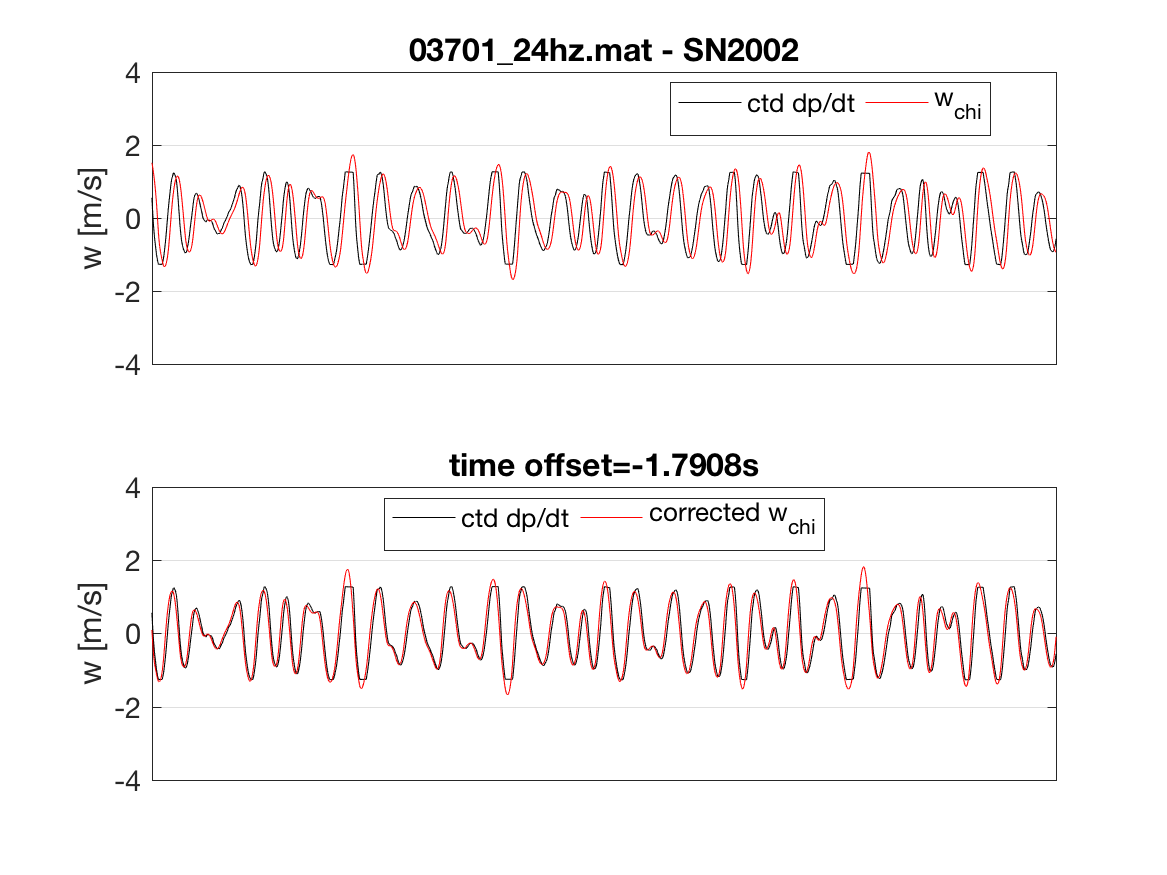 03701_24hz.mat - SN2002
ctd dp/dt w_chi
4
2
0
-2
-4
w [m/s]
time offset=-1.7908s
ctd dp/dt corrected w_chi
4
2
0
-2
-4
w [m/s]